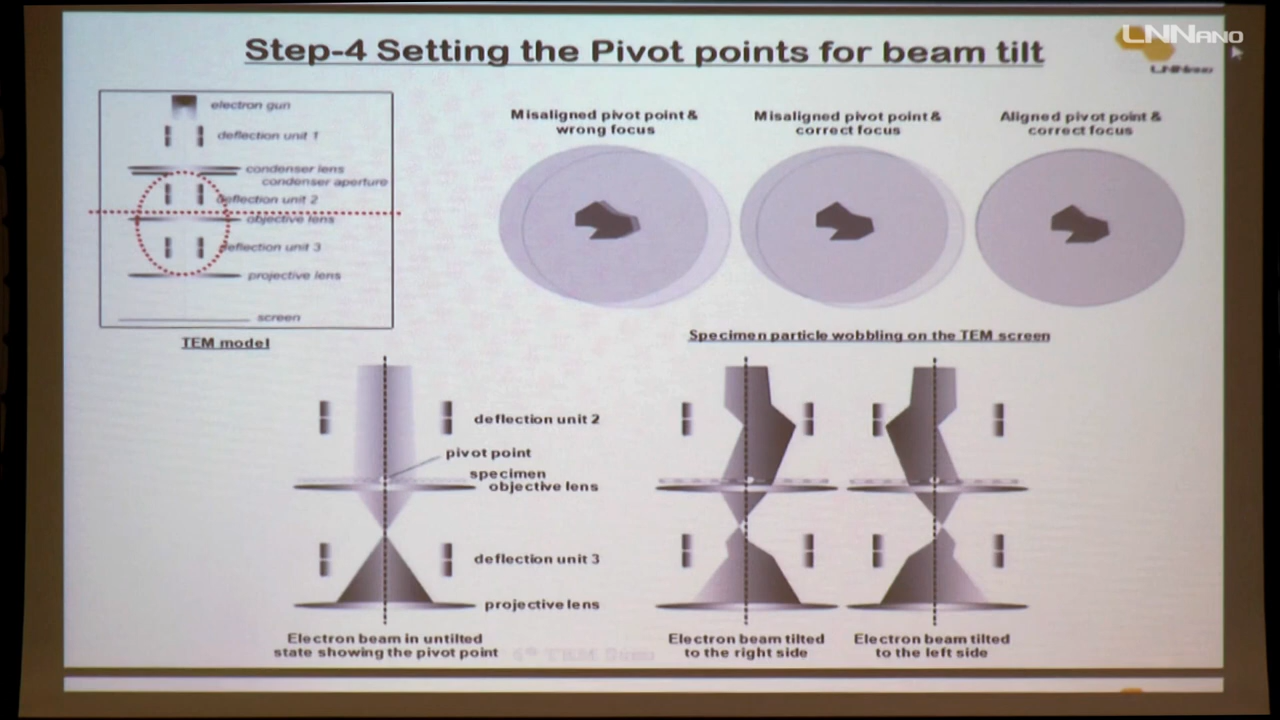 Step-4 Setting the Pivot points for beam tilt
LNNANO
LNNano
electron gun
deflection unit 1
condenser lens
condenser aperture
deflection unit 2
objective lens
deflection unit 3
projective lens
screen
TEM model
Misaligned pivot point &
wrong focus
Misaligned pivot point &
correct focus
Aligned pivot point &
correct focus
Specimen particle wobbling on the TEM screen
deflection unit 2
pivot point
specimen
objective lens
deflection unit 3
projective lens
Electron beam in untilted
state showing the pivot point
Electron beam tilted
to the right side
Electron beam tilted
to the left side